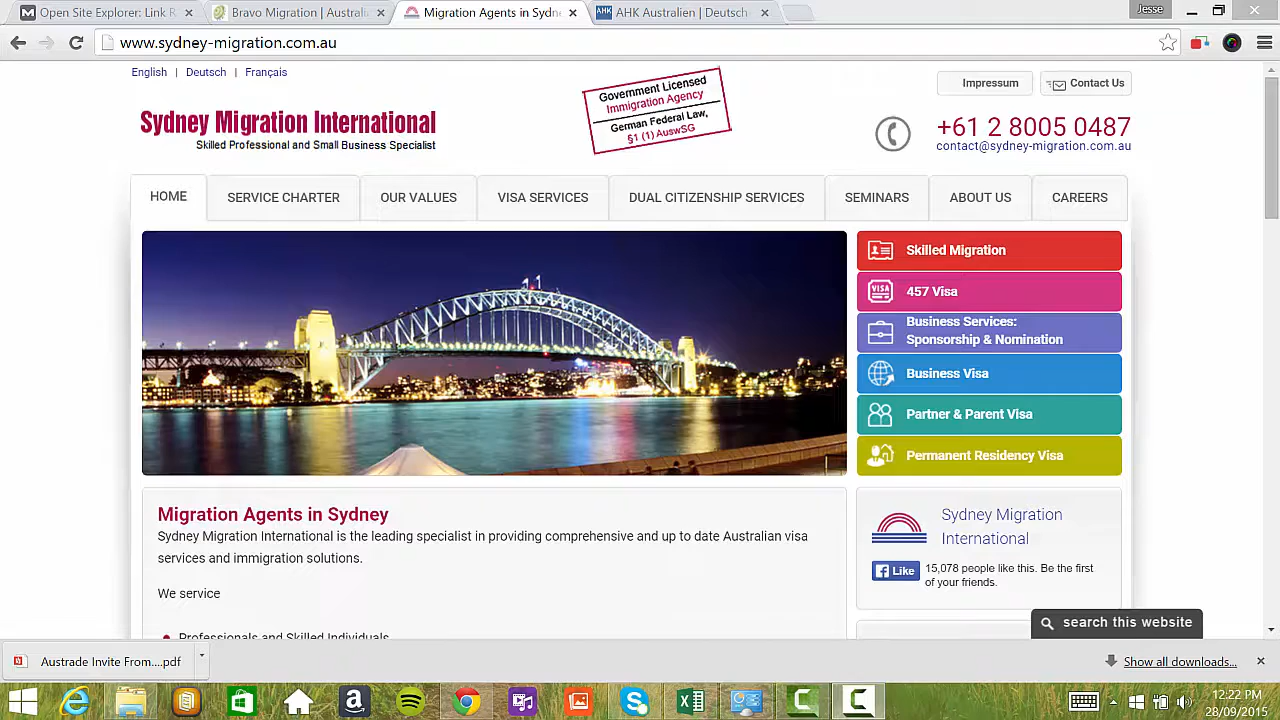 Open Site Explorer: Link R
Bravo Migration | Australi
Migration Agents in Sydne
AHK Australien | Deutsch
Jesse
www.sydney-migration.com.au
English | Deutsch | Français
Government Licensed
Immigration Agency
German Federal Law,
§1 (1) AuswSG
Impressum
Contact Us
Sydney Migration International
Skilled Professional and Small Business Specialist
+61 2 8005 0487
contact@sydney-migration.com.au
HOME SERVICE CHARTER OUR VALUES VISA SERVICES DUAL CITIZENSHIP SERVICES SEMINARS ABOUT US CAREERS
Skilled Migration
VISA
457 Visa
Business Services:
Sponsorship & Nomination
Business Visa
Partner & Parent Visa
Permanent Residency Visa
Migration Agents in Sydney
Sydney Migration International is the leading specialist in providing comprehensive and up to date Australian visa
services and immigration solutions.
We service
Professionals and Skilled Individuals
Sydney Migration
International
Like
15,078 people like this. Be the first
of your friends.
search this website
Austrade Invite From....pdf
Show all downloads...
12:22 PM
28/09/2015